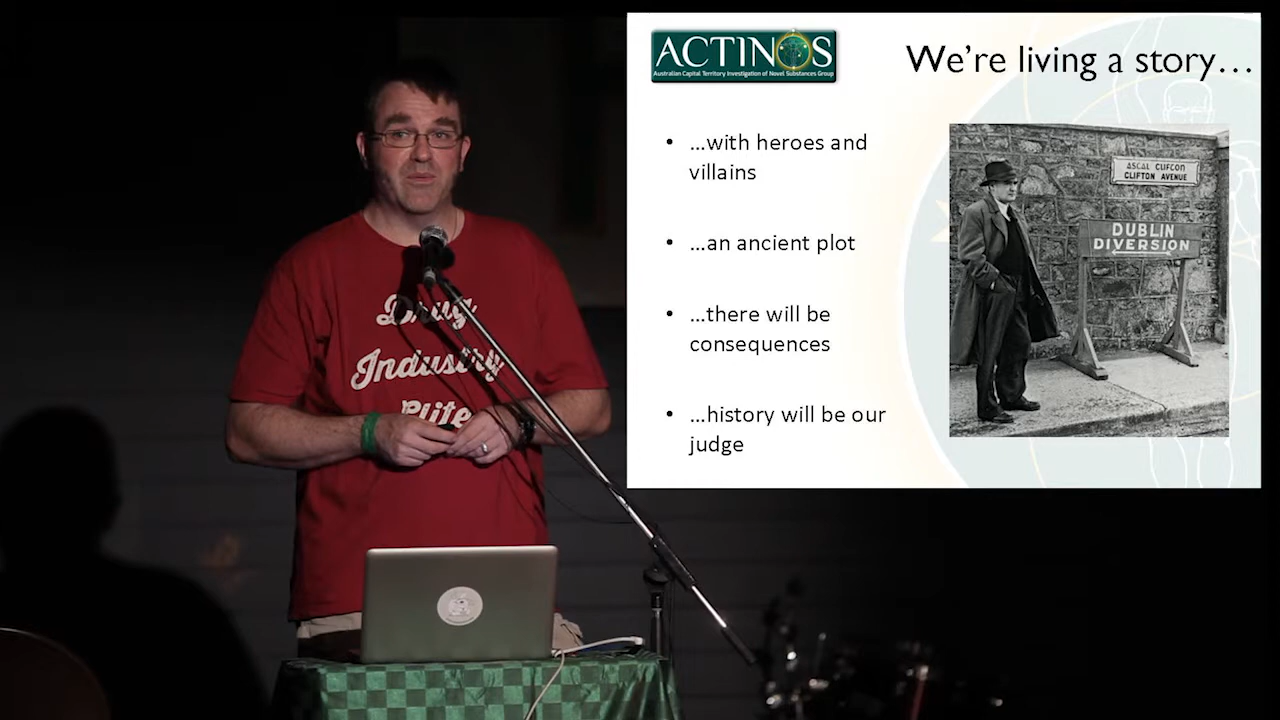 Drug
Industry
Elite
ACTINOS
Australian Capital Territory Investigation of Novel Substances Group
We're living a story…
• …with heroes and
villains
• …an ancient plot
• …there will be
consequences
• …history will be our
judge
ASCAL CLIFCON
CLIFTON AVENUE
DUBLIN
DIVERSION